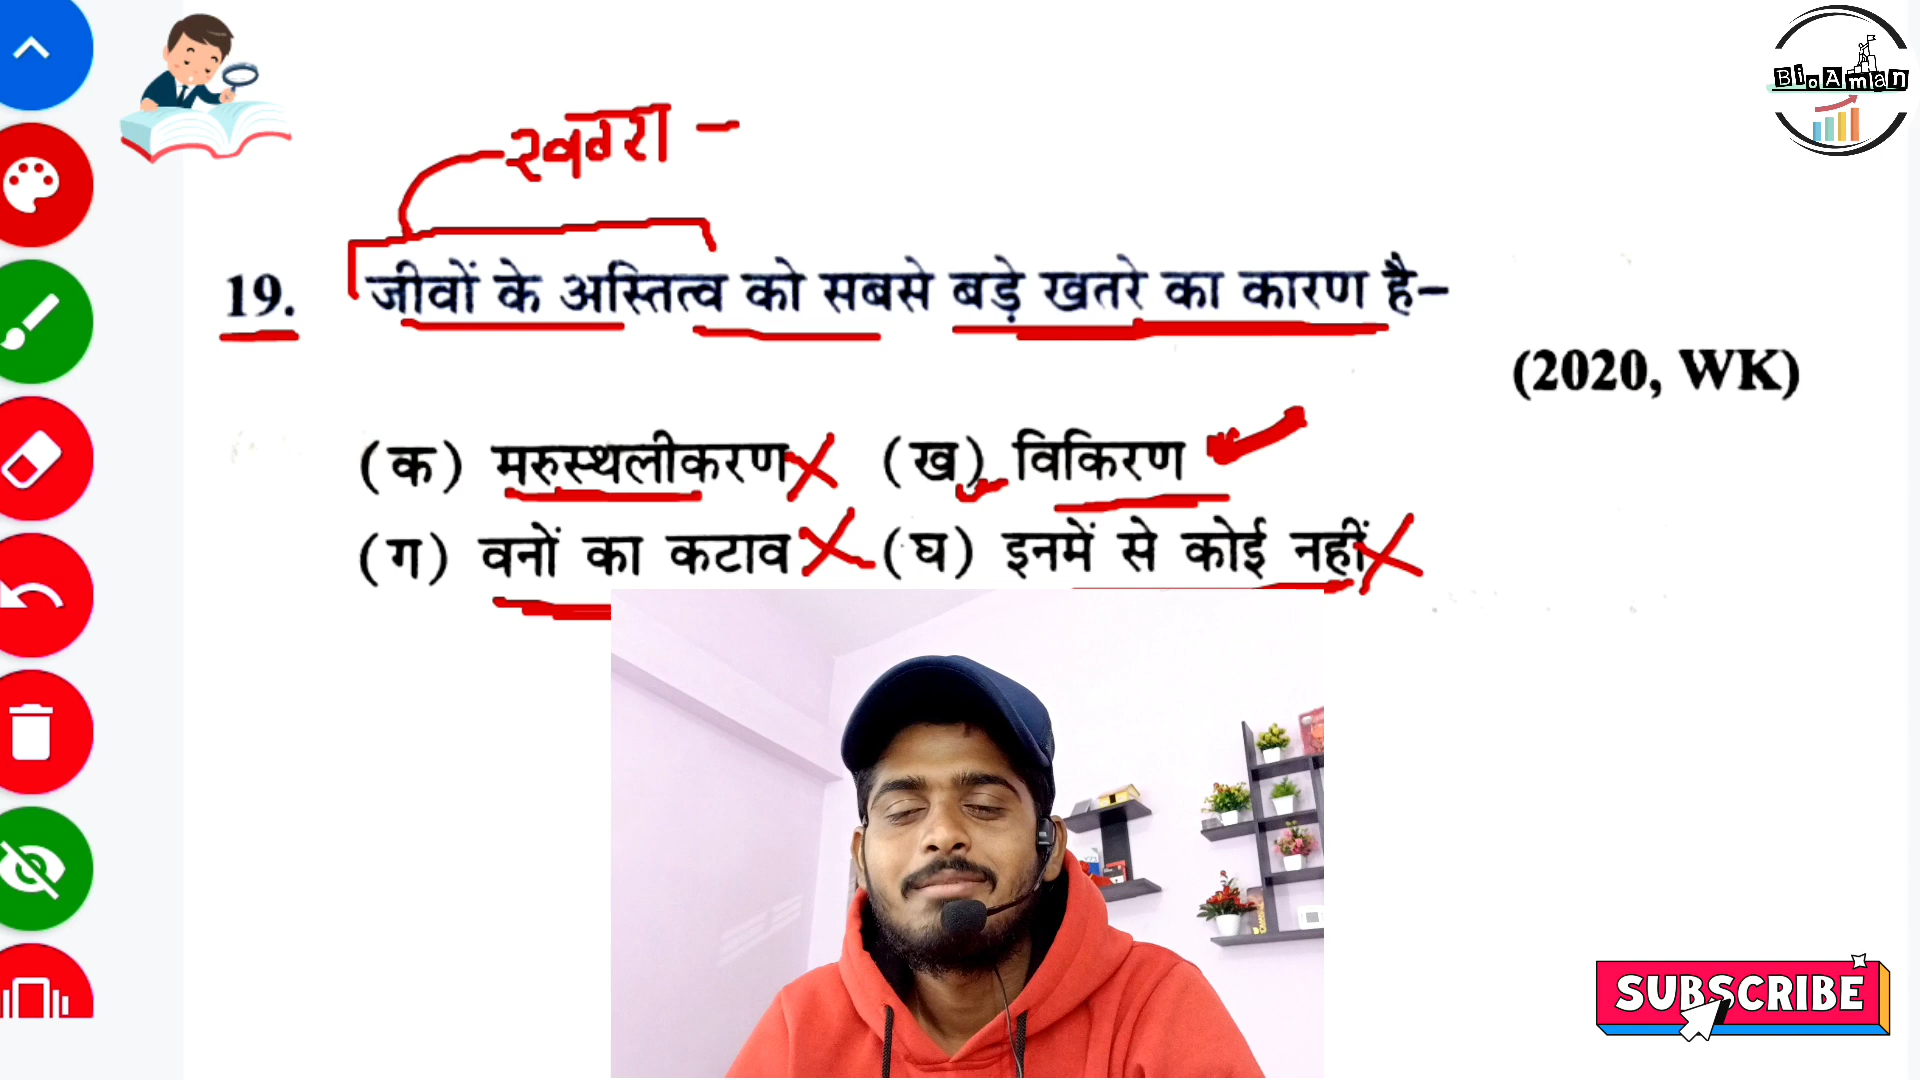 BioAman
खतरा -
19. जीवों के अस्तित्व को सबसे बड़े खतरे का कारण है–
(2020, WK)
(क) मरुस्थलीकरण (ख) विकिरण
(ग) वनों का कटाव (घ) इनमें से कोई नहीं
SUBSCRIBE